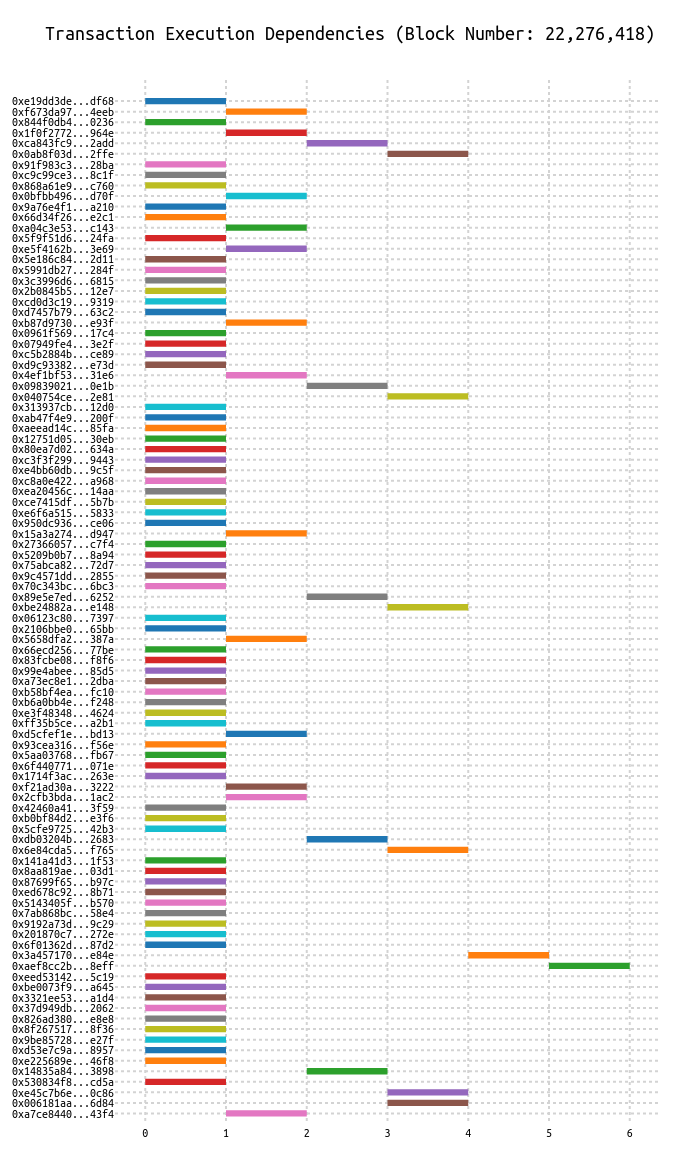 Transaction Execution Dependencies (Block Number: 22,276,418)
0xe19dd3de...df68
0xf673da97...4eeb
0x844f0db4...0236
0x1f0f2772...964e
0xca843fc9...2add
0x0ab8f03d...2ffe
0x91f983c3...28ba
0xc9c99ce3...8c1f
0x868a61e9...c760
0x0bfbb496...d70f
0x9a76e4f1...a210
0x66d34f26...e2c1
0xa04c3e53...c143
0x5f9f51d6...24fa
0xe5f4162b...3e69
0x5e186c84...2d11
0x5991db27...284f
0x3c3996d6...6815
0x2b0845b5...12e7
0xcd0d3c19...9319
0xd7457b79...63c2
0xb87d9730...e93f
0x0961f569...17c4
0x07949fe4...3e2f
0xc5b2884b...ce89
0xd9c93382...e73d
0x4ef1bf53...31e6
0x09839021...0e1b
0x040754ce...2e81
0x313937cb...12d0
0xab47f4e9...200f
0xaeead14c...85fa
0x12751d05...30eb
0x80ea7d02...634a
0xc3f3f299...9443
0xe4bb60db...9c5f
0xc8a0e422...a968
0xea20456c...14aa
0xce7415df...5b7b
0xe6f6a515...5833
0x950dc936...ce06
0x15a3a274...d947
0x27366057...c7f4
0x5209b0b7...8a94
0x75abca82...72d7
0x9c4571dd...2855
0x70c343bc...6bc3
0x89e5e7ed...6252
0xbe24882a...e148
0x06123c80...7397
0x2106bbe0...65bb
0x5658dfa2...387a
0x66ecd256...77be
0x83fcbe08...f8f6
0x99e4abee...85d5
0xa73ec8e1...2dba
0xb58bf4ea...fc10
0xb6a0bb4e...f248
0xe3f48348...4624
0xff35b5ce...a2b1
0xd5cfef1e...bd13
0x93cea316...f56e
0x5aa03768...fb67
0x6f440771...071e
0x1714f3ac...263e
0xf21ad30a...3222
0x2cfb3bda...1ac2
0x42460a41...3f59
0xb0bf84d2...e3f6
0x5cfe9725...42b3
0xdb03204b...2683
0x6e84cda5...f765
0x141a41d3...1f53
0x8aa819ae...03d1
0x87699f65...b97c
0xed678c92...8b71
0x5143405f...b570
0x7ab868bc...58e4
0x9192a73d...9c29
0x201870c7...272e
0x6f01362d...87d2
0x3a457170...e84e
0xaef8cc2b...8eff
0xeed53142...5c19
0xbe0073f9...a645
0x3321ee53...a1d4
0x37d949db...2062
0x826ad380...e8e8
0x8f267517...8f36
0x9be85728...e27f
0xd53e7c9a...8957
0xe225689e...46f8
0x14835a84...3898
0x530834f8...cd5a
0xe45c7b6e...0c86
0x006181aa...6d84
0xa7ce8440...43f4
0 1 2 3 4 5 6